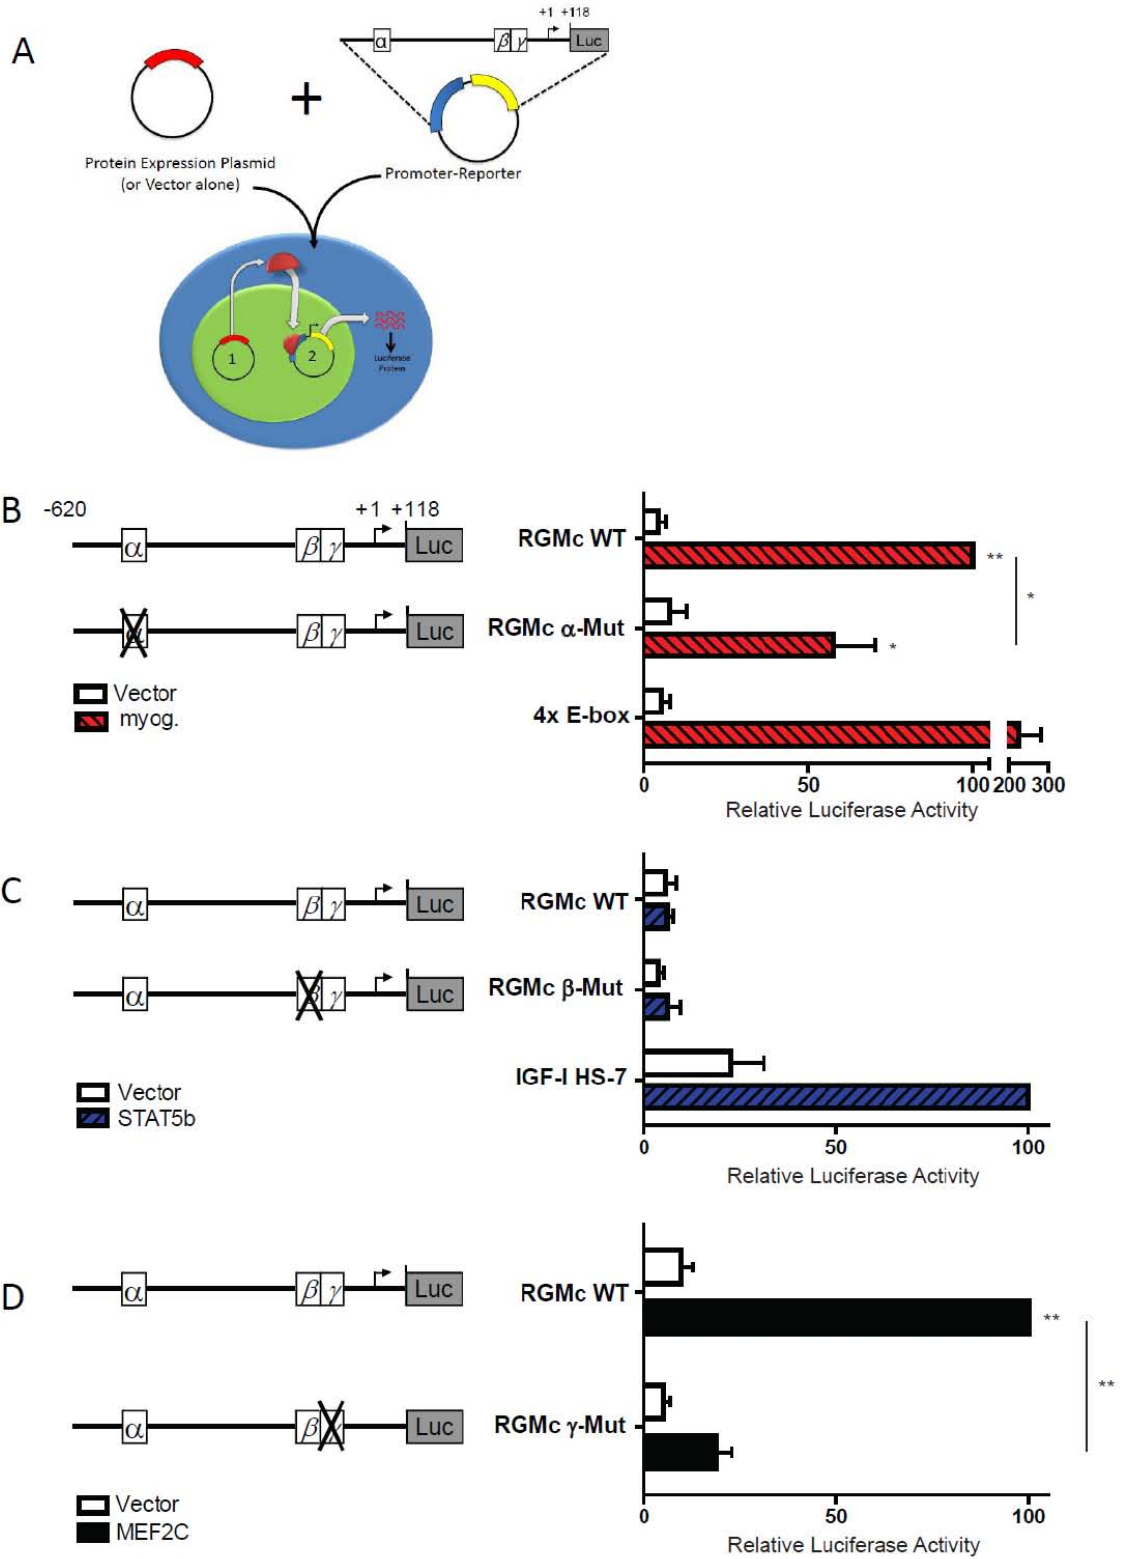 A
+1 +118
α
β γ
Luc
+
Protein Expression Plasmid
(or Vector alone)
Promoter-Reporter
1
2
Luciferase
Protein
B
-620
+1 +118
α
β γ
Luc
RGMc WT
**
*
α
β γ
Luc
RGMc α-Mut
*
Vector
myog.
4x E-box
0 50 100 200 300
Relative Luciferase Activity
C
α
β γ
Luc
RGMc WT
α
β γ
Luc
RGMc β-Mut
IGF-I HS-7
Vector
STAT5b
0 50 100
Relative Luciferase Activity
D
α
β γ
Luc
RGMc WT
**
**
α
β γ
Luc
RGMc γ-Mut
Vector
MEF2C
0 50 100
Relative Luciferase Activity